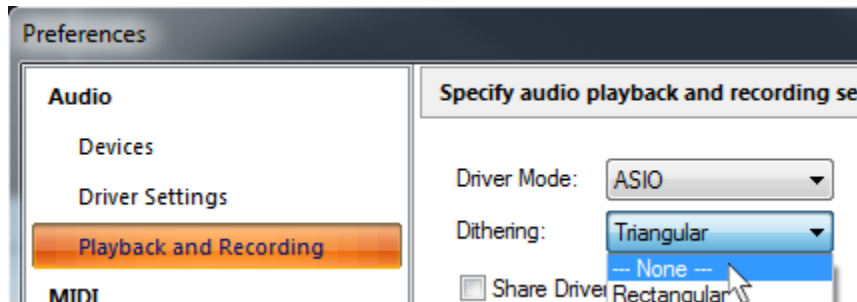 Preferences
Audio
Devices
Driver Settings
Playback and Recording
MIDI
Specify audio playback and recording se
Driver Mode: ASIO
Dithering: Triangular
--- None ---
Share Drive
Rectangular